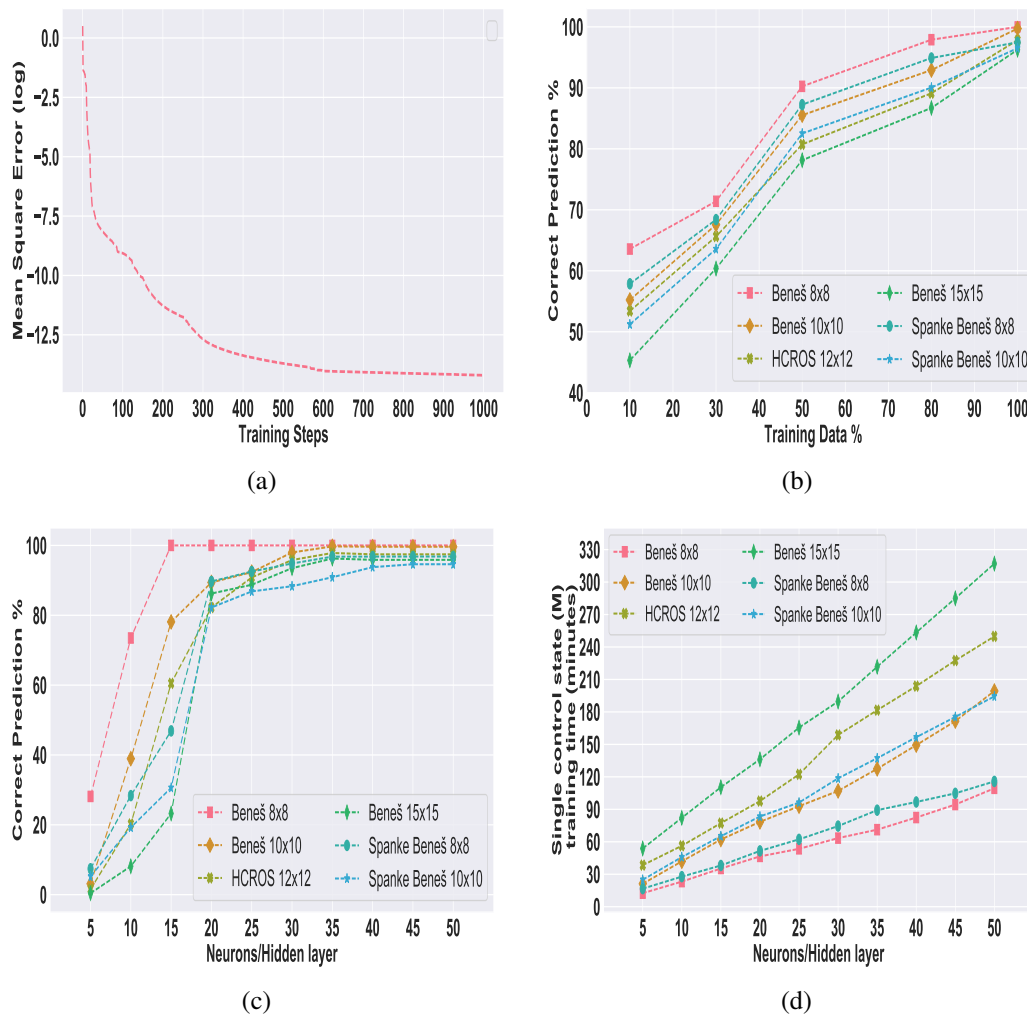 Mean Square Error (log)
0.0
−2.5
−5.0
−7.5
−10.0
−12.5
0 100 200 300 400 500 600 700 800 900 1000
Training Steps
(a)
Correct Prediction %
100
90
80
70
60
50
40
Beneš 8x8
Beneš 10x10
HCROS 12x12
Beneš 15x15
Spanke Beneš 8x8
Spanke Beneš 10x10
0 10 20 30 40 50 60 70 80 90 100
Training Data %
(b)
Correct Prediction %
100
80
60
40
20
0
Beneš 8x8
Beneš 10x10
HCROS 12x12
Beneš 15x15
Spanke Beneš 8x8
Spanke Beneš 10x10
5 10 15 20 25 30 35 40 45 50
Neurons/Hidden layer
(c)
Single control state (M)
training time (minutes)
330
300
270
240
210
180
150
120
90
60
30
0
Beneš 8x8
Beneš 10x10
HCROS 12x12
Beneš 15x15
Spanke Beneš 8x8
Spanke Beneš 10x10
5 10 15 20 25 30 35 40 45 50
Neurons/Hidden layer
(d)